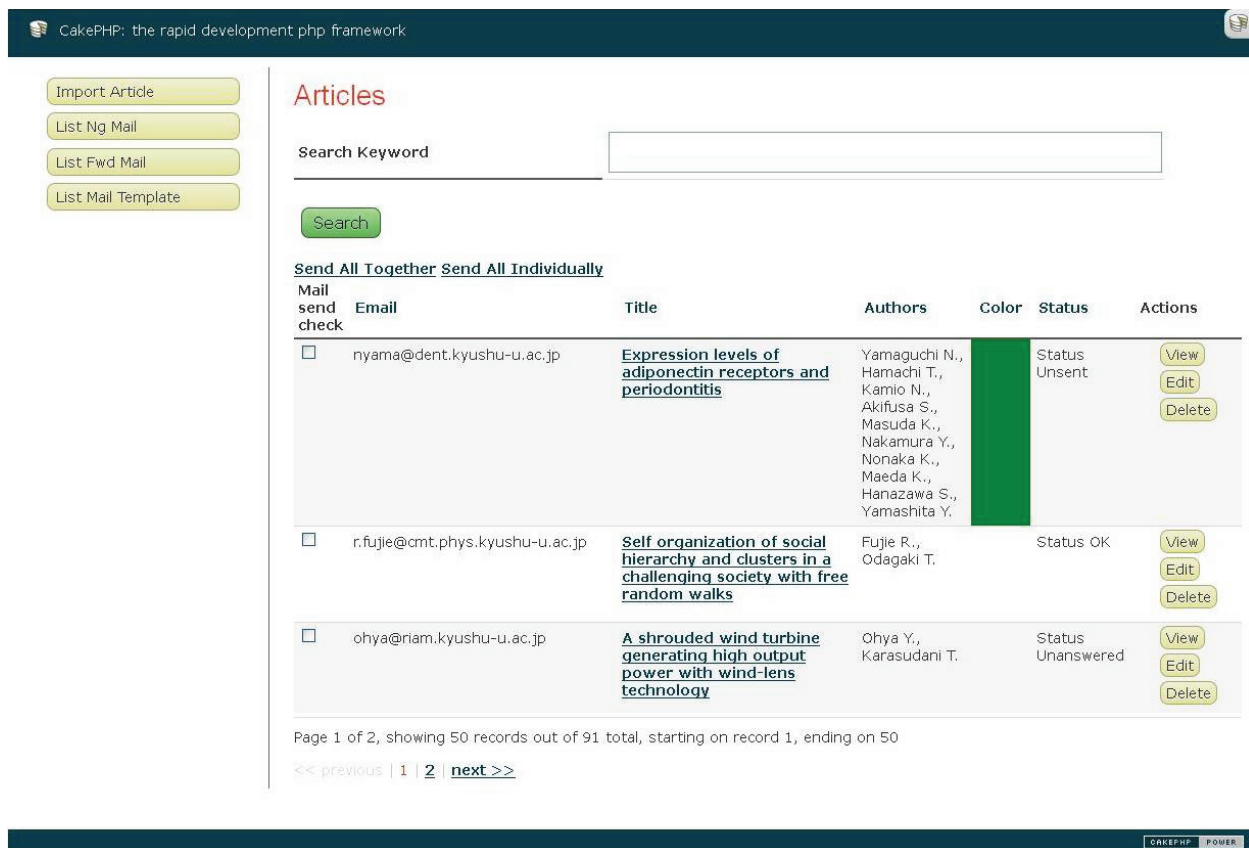 CakePHP: the rapid development php framework
Import Article
List Ng Mail
List Fwd Mail
List Mail Template
Articles
Search Keyword
Search
Send All Together Send All Individually
Mail send check Email Title Authors Color Status Actions
nyama@dent.kyushu-u.ac.jp
Expression levels of
adiponectin receptors and
periodontitis
Yamaguchi N.,
Hamachi T.,
Kamio N.,
Akifusa S.,
Masuda K.,
Nakamura Y.,
Nonaka K.,
Maeda K.,
Hanazawa S.,
Yamashita Y.
Status
Unsent
View
Edit
Delete
r.fujie@cmt.phys.kyushu-u.ac.jp
Self organization of social
hierarchy and clusters in a
challenging society with free
random walks
Fujie R.,
Odagaki T.
Status OK
View
Edit
Delete
ohya@riam.kyushu-u.ac.jp
A shrouded wind turbine
generating high output
power with wind-lens
technology
Ohya Y.,
Karasudani T.
Status
Unanswered
View
Edit
Delete
Page 1 of 2, showing 50 records out of 91 total, starting on record 1, ending on 50
<< previous | 1 | 2 | next >>
CAKEPHP POWER